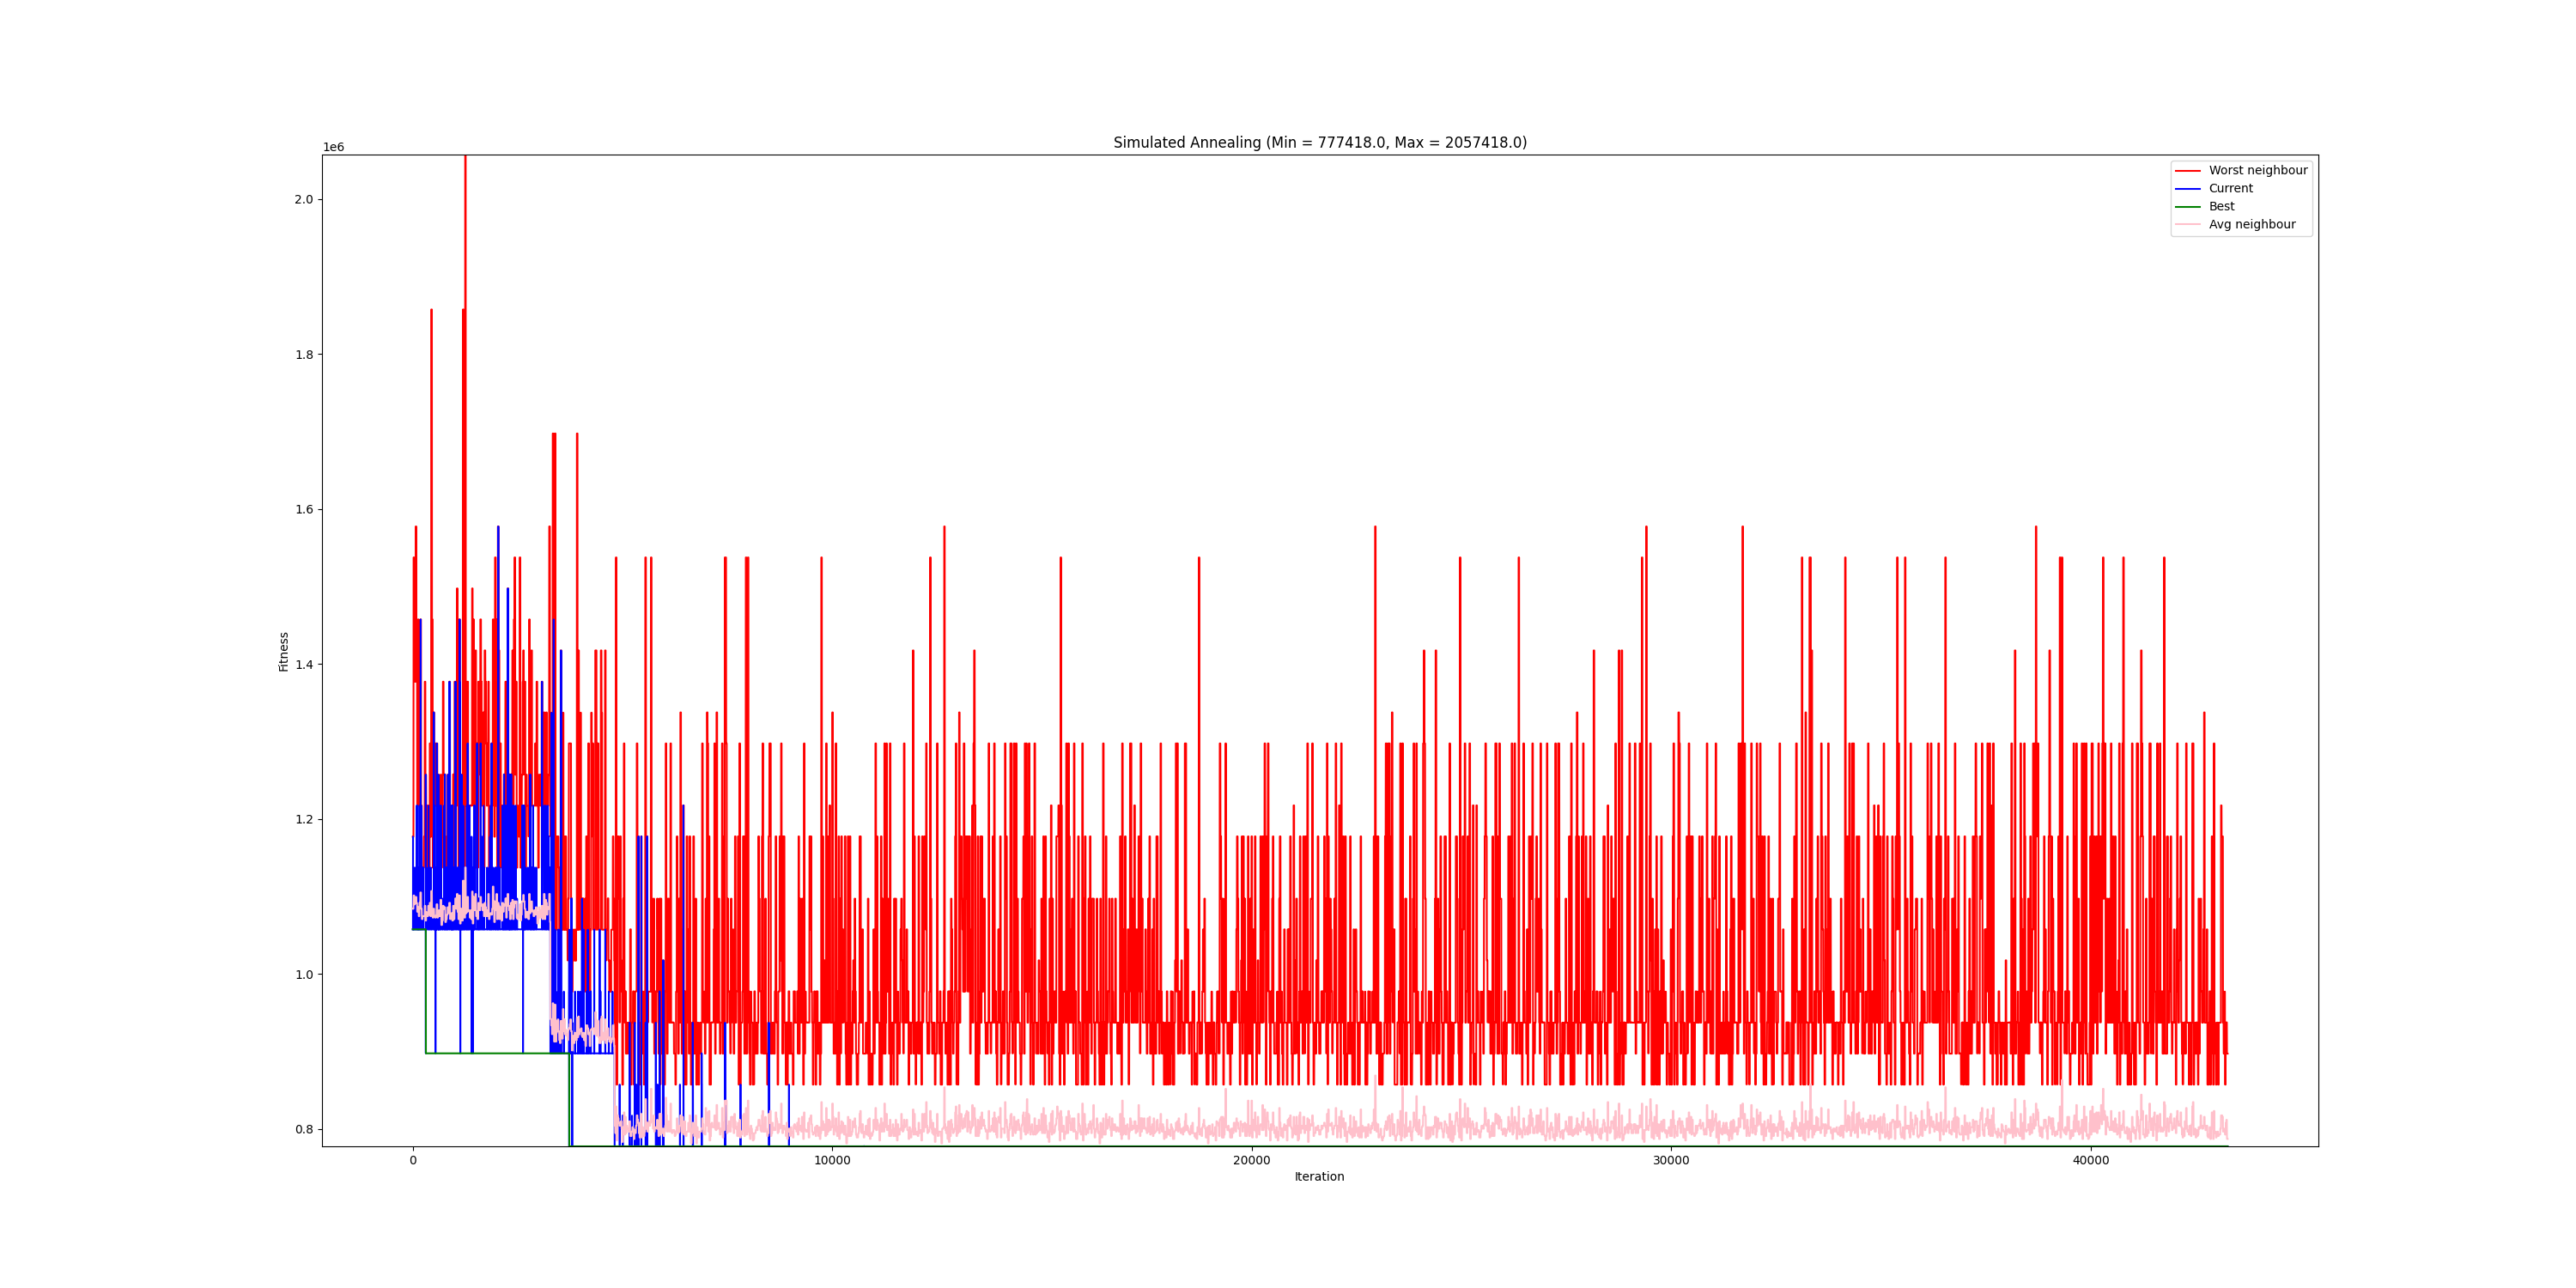 Simulated Annealing (Min = 777418.0, Max = 2057418.0)
1e6
Worst neighbour
Current
Best
Avg neighbour
2.0
1.8
1.6
1.4
1.2
1.0
0.8
Fitness
0
10000
20000
30000
40000
Iteration